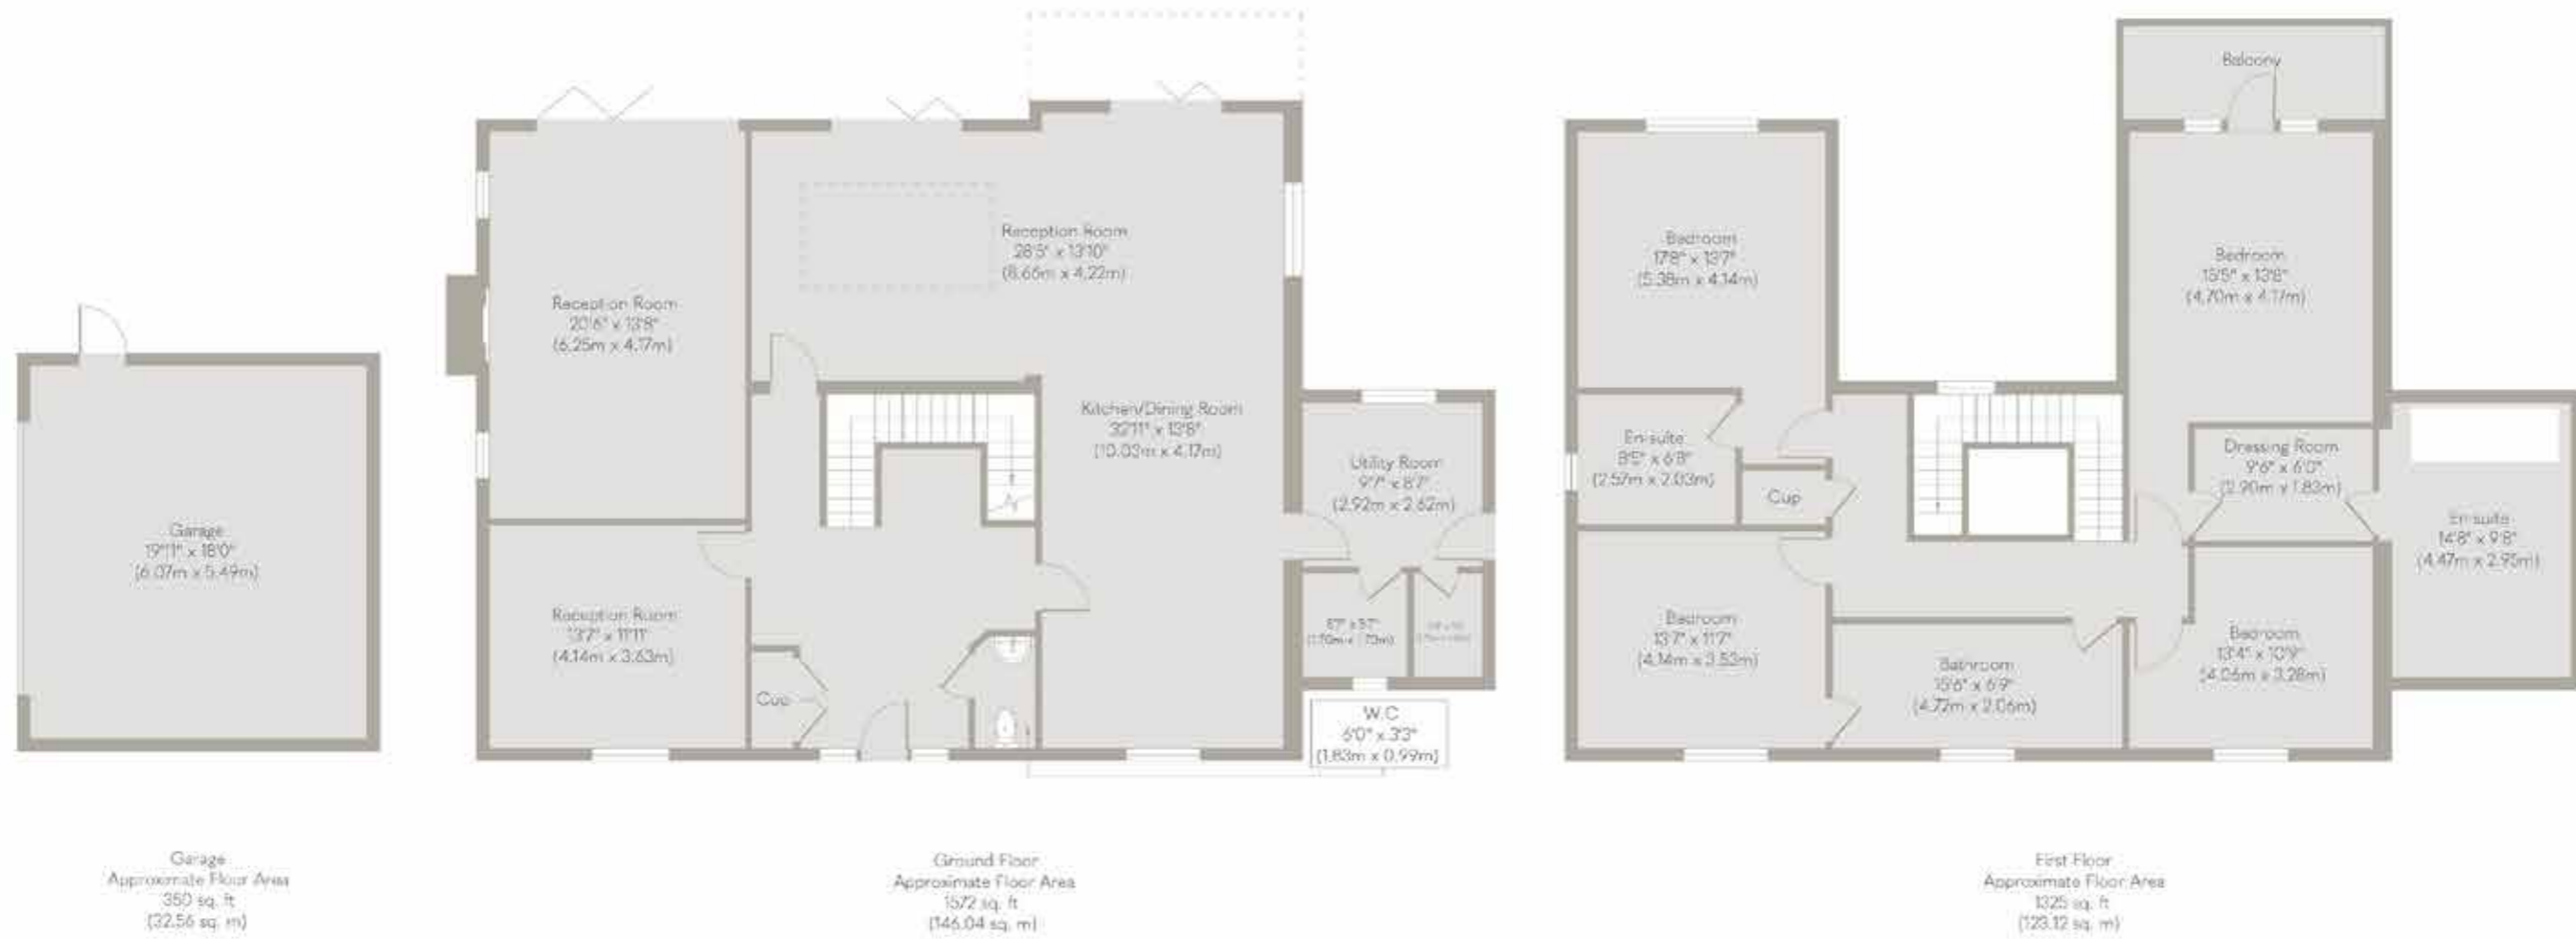 Garage
19'11" x 18'0"
(6.07m x 5.49m)
Garage
Approximate Floor Area
350 sq. ft
(32.56 sq. m)
Reception Room
20'6" x 13'8"
(6.25m x 4.17m)
Reception Room
28'5" x 13'10"
(8.66m x 4.22m)
Kitchen/Dining Room
32'11" x 13'8"
(10.03m x 4.17m)
Utility Room
9'7" x 8'7"
(2.92m x 2.62m)
Reception Room
13'7" x 11'11"
(4.14m x 3.63m)
Cup
W.C
6'0" x 3'3"
(1.83m x 0.99m)
Ground Floor
Approximate Floor Area
1572 sq. ft
(146.04 sq. m)
Balcony
Bedroom
17'8" x 13'7"
(5.38m x 4.14m)
Bedroom
15'5" x 13'8"
(4.70m x 4.17m)
En-suite
8'5" x 6'8"
(2.57m x 2.03m)
Cup
Dressing Room
9'6" x 6'0"
(2.90m x 1.83m)
En-suite
14'8" x 9'8"
(4.47m x 2.95m)
Bedroom
13'7" x 11'7"
(4.14m x 3.53m)
Bathroom
15'6" x 6'9"
(4.72m x 2.06m)
Bedroom
13'4" x 10'9"
(4.06m x 3.28m)
First Floor
Approximate Floor Area
1325 sq. ft
(123.12 sq. m)